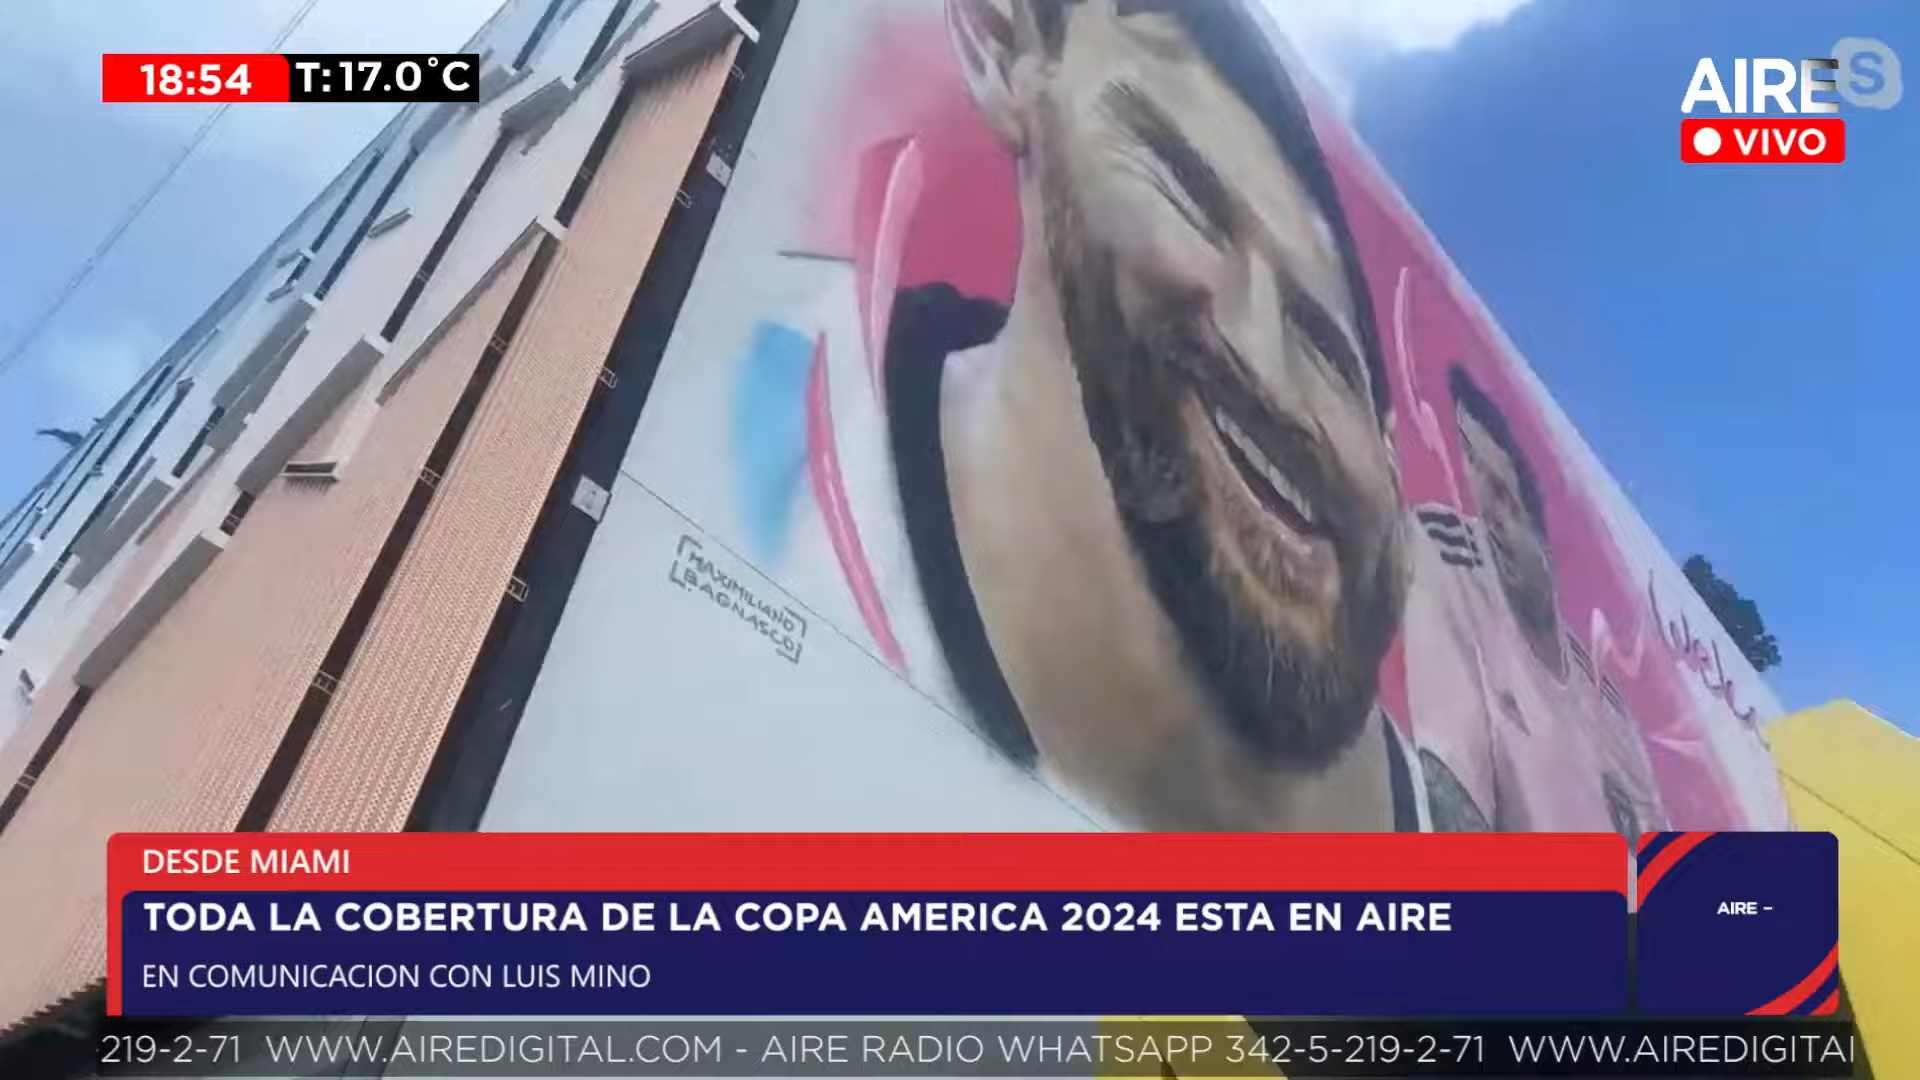 18:54 T:17.0°C
AIRE S
VIVO
MAXIMILIANO
BAGNASCO
DESDE MIAMI
TODA LA COBERTURA DE LA COPA AMERICA 2024 ESTA EN AIRE
EN COMUNICACION CON LUIS MINO
AIRE –
219-2-71 WWW.AIREDIGITAL.COM - AIRE RADIO WHATSAPP 342-5-219-2-71 WWW.AIREDIGITAL